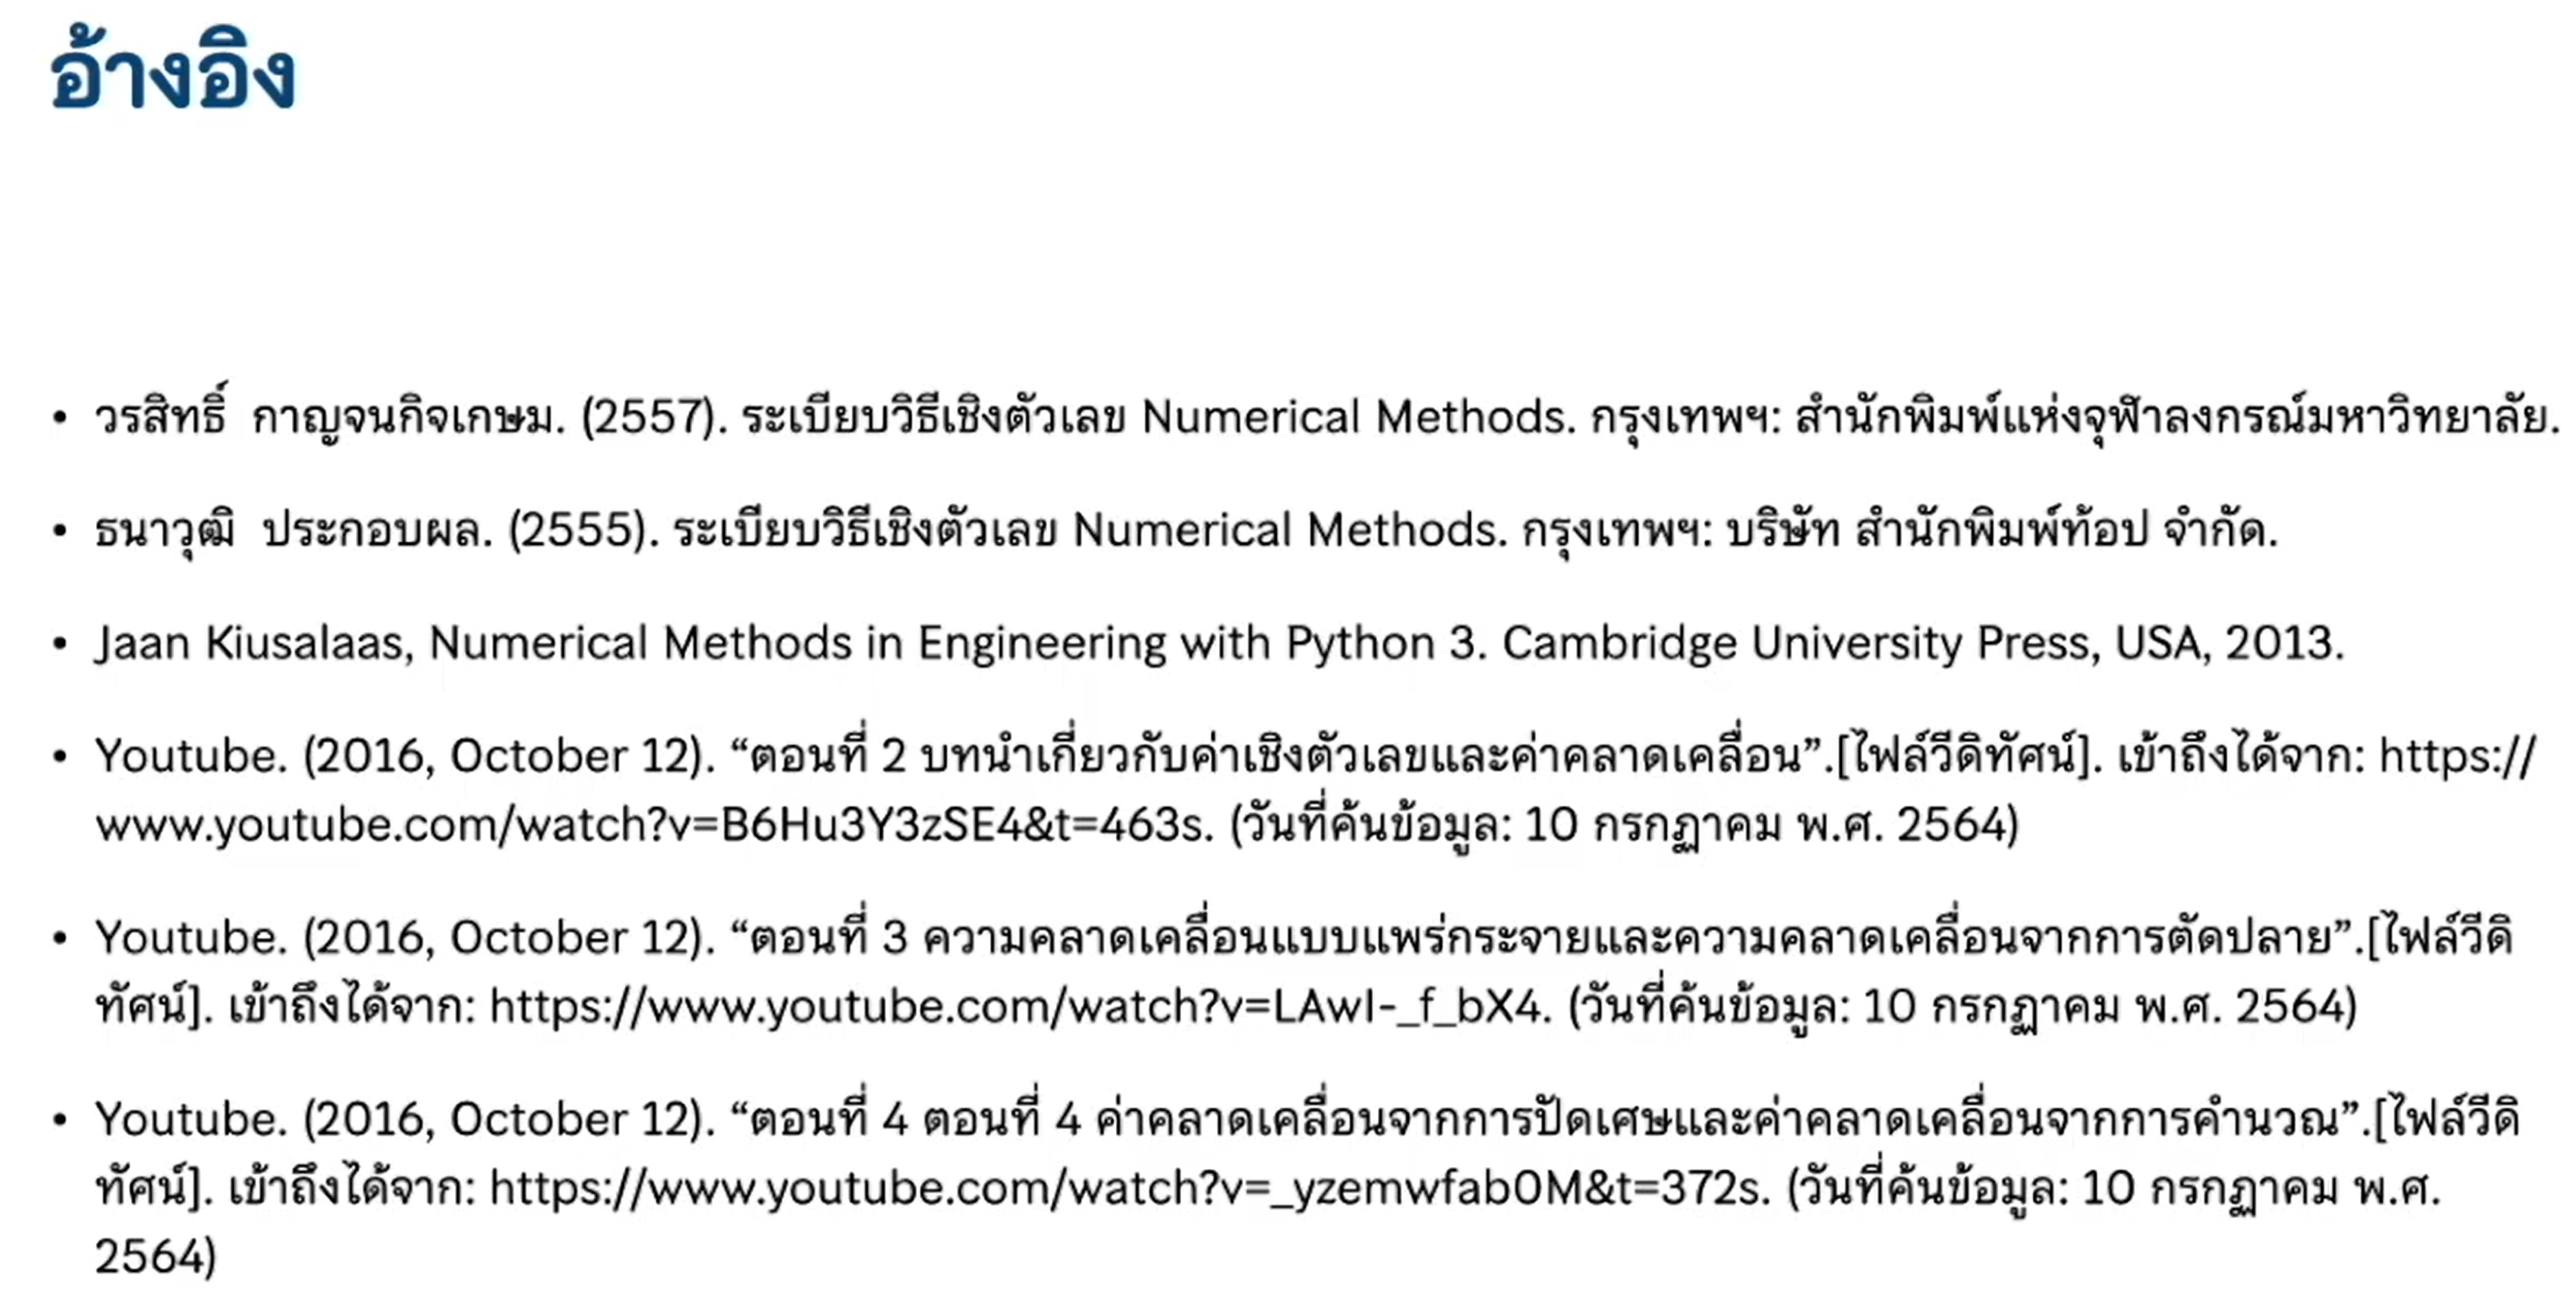 อ้างอิง
• วรสิทธิ์ กาญจนกิจเกษม. (2557). ระเบียบวิธีเชิงตัวเลข Numerical Methods. กรุงเทพฯ: สำนักพิมพ์แห่งจุฬาลงกรณ์มหาวิทยาลัย.
• ธนาวุฒิ ประกอบผล. (2555). ระเบียบวิธีเชิงตัวเลข Numerical Methods. กรุงเทพฯ: บริษัท สำนักพิมพ์ท้อป จำกัด.
• Jaan Kiusalaas, Numerical Methods in Engineering with Python 3. Cambridge University Press, USA, 2013.
• Youtube. (2016, October 12). “ตอนที่ 2 บทนำเกี่ยวกับค่าเชิงตัวเลขและค่าคลาดเคลื่อน”.[ไฟล์วีดิทัศน์]. เข้าถึงได้จาก: https://
www.youtube.com/watch?v=B6Hu3Y3zSE4&t=463s. (วันที่ค้นข้อมูล: 10 กรกฏาคม พ.ศ. 2564)
• Youtube. (2016, October 12). “ตอนที่ 3 ความคลาดเคลื่อนแบบแพร่กระจายและความคลาดเคลื่อนจากการตัดปลาย”.[ไฟล์วีดิ
ทัศน์]. เข้าถึงได้จาก: https://www.youtube.com/watch?v=LAwI-_f_bX4. (วันที่ค้นข้อมูล: 10 กรกฏาคม พ.ศ. 2564)
• Youtube. (2016, October 12). “ตอนที่ 4 ตอนที่ 4 ค่าคลาดเคลื่อนจากการปัดเศษและค่าคลาดเคลื่อนจากการคำนวณ”.[ไฟล์วีดิ
ทัศน์]. เข้าถึงได้จาก: https://www.youtube.com/watch?v=_yzemwfab0M&t=372s. (วันที่ค้นข้อมูล: 10 กรกฏาคม พ.ศ.
2564)